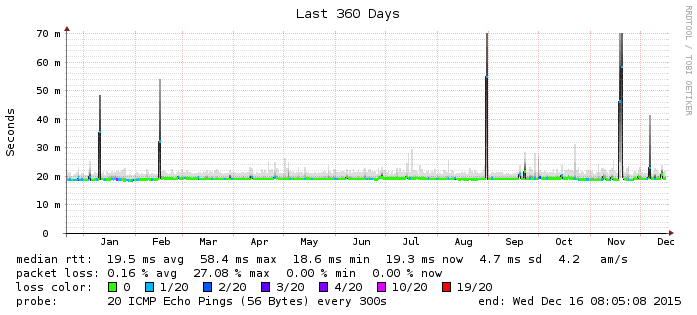 Last 360 Days
RRDTOOL / TOBI OETIKER
Seconds
70 m
60 m
50 m
40 m
30 m
20 m
10 m
0
Jan Feb Mar Apr May Jun Jul Aug Sep Oct Nov Dec
median rtt: 19.5 ms avg 58.4 ms max 18.6 ms min 19.3 ms now 4.7 ms sd 4.2 am/s
packet loss: 0.16 % avg 27.08 % max 0.00 % min 0.00 % now
loss color: 0 1/20 2/20 3/20 4/20 10/20 19/20
probe: 20 ICMP Echo Pings (56 Bytes) every 300s end: Wed Dec 16 08:05:08 2015